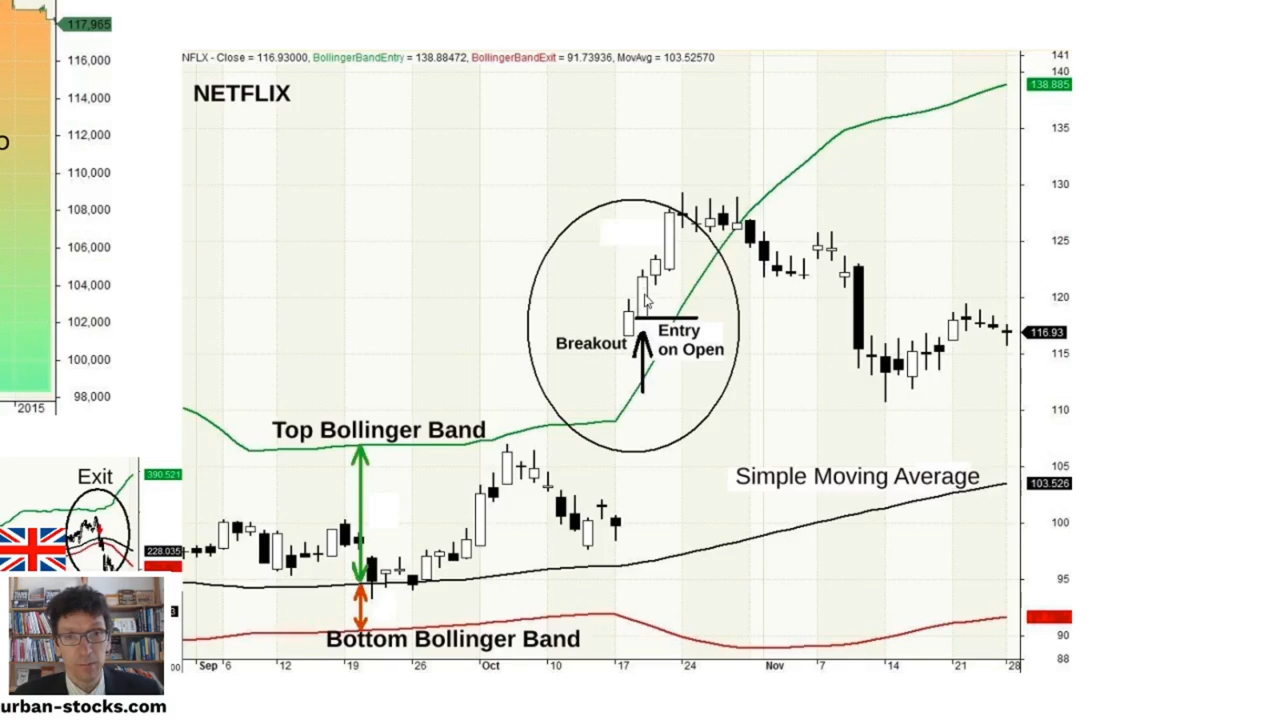 117,965
116,000
114,000
112,000
110,000
108,000
106,000
104,000
102,000
100,000
98,000
2015
NFLX - Close = 116.93000, BollingerBandEntry = 138.88472, BollingerBandExit = 91.73936, MovAvg = 103.52570
NETFLIX
141
140
138.885
135
130
125
120
116.93
115
110
105
103.526
100
95
90
88
Breakout
Entry
on Open
Top Bollinger Band
Simple Moving Average
Bottom Bollinger Band
Sep 6 12 19 26 Oct 10 17 24 Nov 7 14 21 28
Exit
390.521
228.035
00
urban-stocks.com